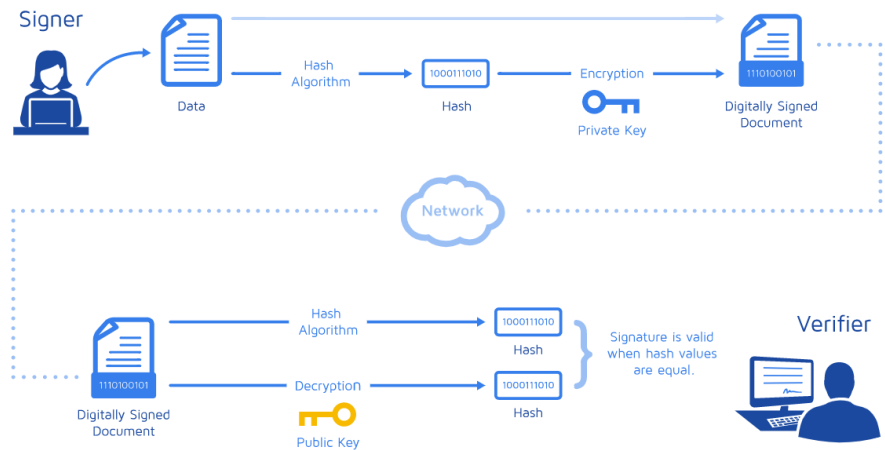 Signer
Data
Hash
Algorithm
1000111010
Hash
Encryption
Private Key
1110100101
Digitally Signed
Document
Network
1110100101
Digitally Signed
Document
Hash
Algorithm
1000111010
Hash
Decryption
Public Key
1000111010
Hash
Signature is valid
when hash values
are equal.
Verifier